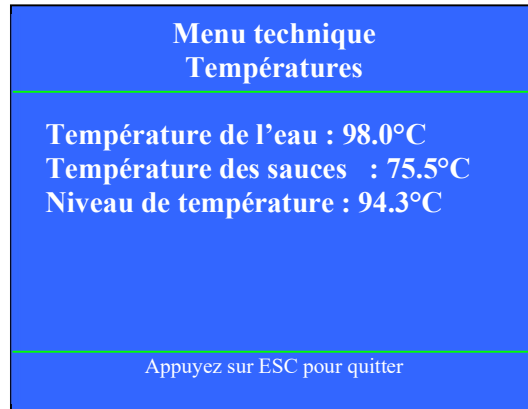 Menu technique
Températures
Température de l’eau : 98.0°C
Température des sauces : 75.5°C
Niveau de température : 94.3°C
Appuyez sur ESC pour quitter